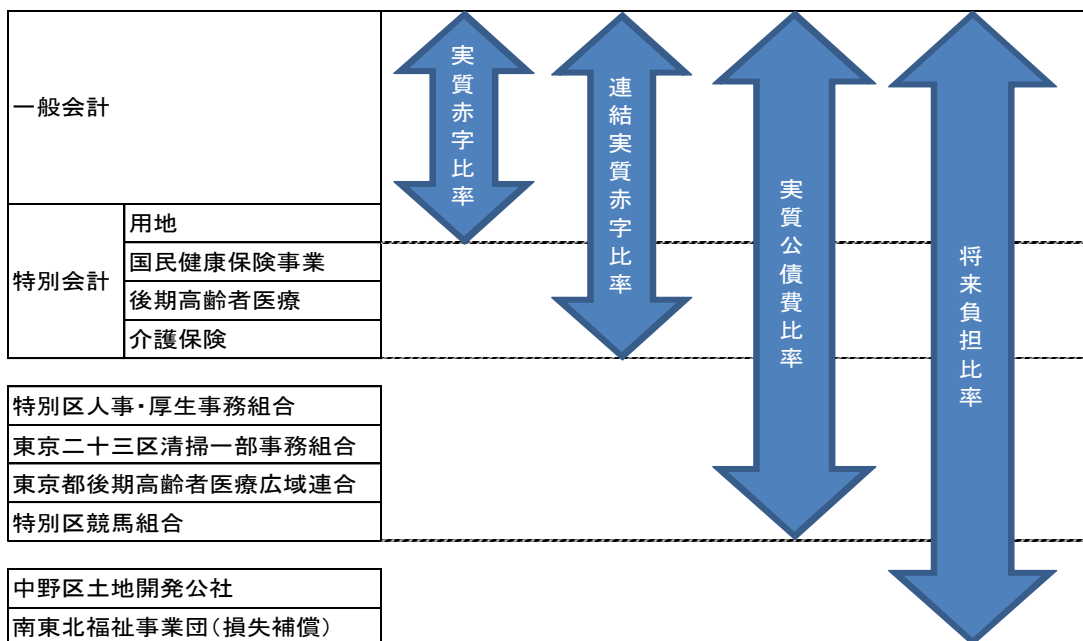 一般会計
特別会計
用地
国民健康保険事業
後期高齢者医療
介護保険
特別区人事・厚生事務組合
東京二十三区清掃一部事務組合
東京都後期高齢者医療広域連合
特別区競馬組合
中野区土地開発公社
南東北福祉事業団(損失補償)
実質赤字比率
連結実質赤字比率
実質公債費比率
将来負担比率